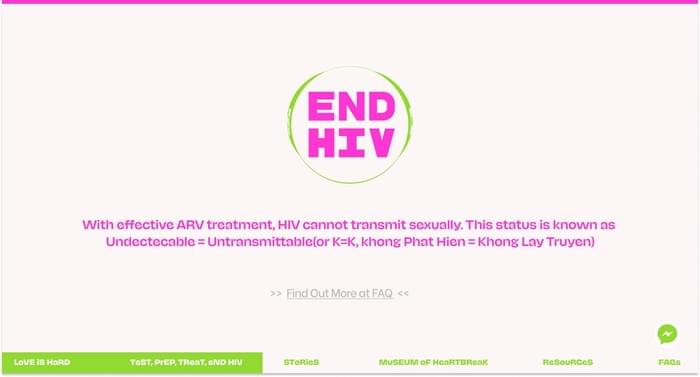 END
HIV
With effective ARV treatment, HIV cannot transmit sexually. This status is known as
Undectecable = Untransmittable(or K=K, khong Phat Hien = Khong Lay Truyen)
>> Find Out More at FAQ <<
LoVE iS HaRD TeST, PrEP, TReaT, eND HIV SToRieS MuSEUM oF HeaRTBReaK ReSoURCeS FAQs